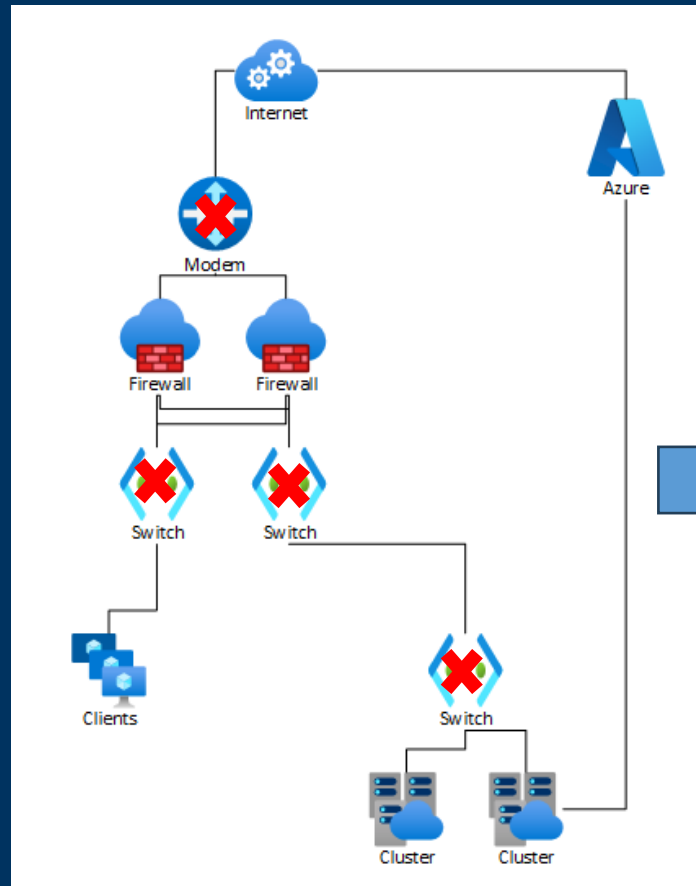 Internet
Azure
Modem
Firewall
Firewall
Switch
Switch
Clients
Switch
Cluster
Cluster